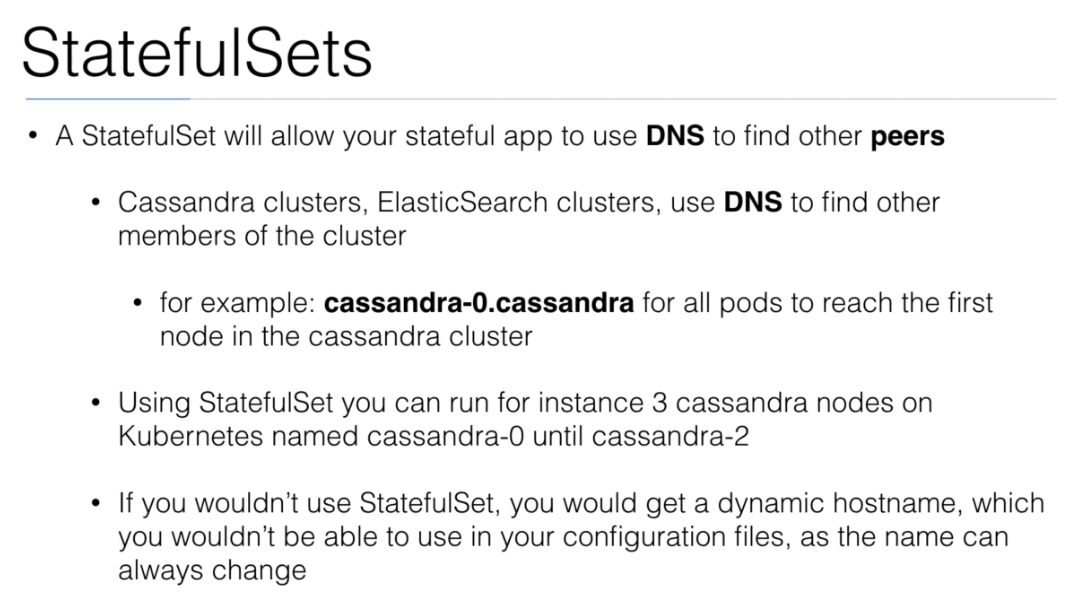 StatefulSets
• A StatefulSet will allow your stateful app to use DNS to find other peers
• Cassandra clusters, ElasticSearch clusters, use DNS to find other
members of the cluster
• for example: cassandra-0.cassandra for all pods to reach the first
node in the cassandra cluster
• Using StatefulSet you can run for instance 3 cassandra nodes on
Kubernetes named cassandra-0 until cassandra-2
• If you wouldn’t use StatefulSet, you would get a dynamic hostname, which
you wouldn’t be able to use in your configuration files, as the name can
always change